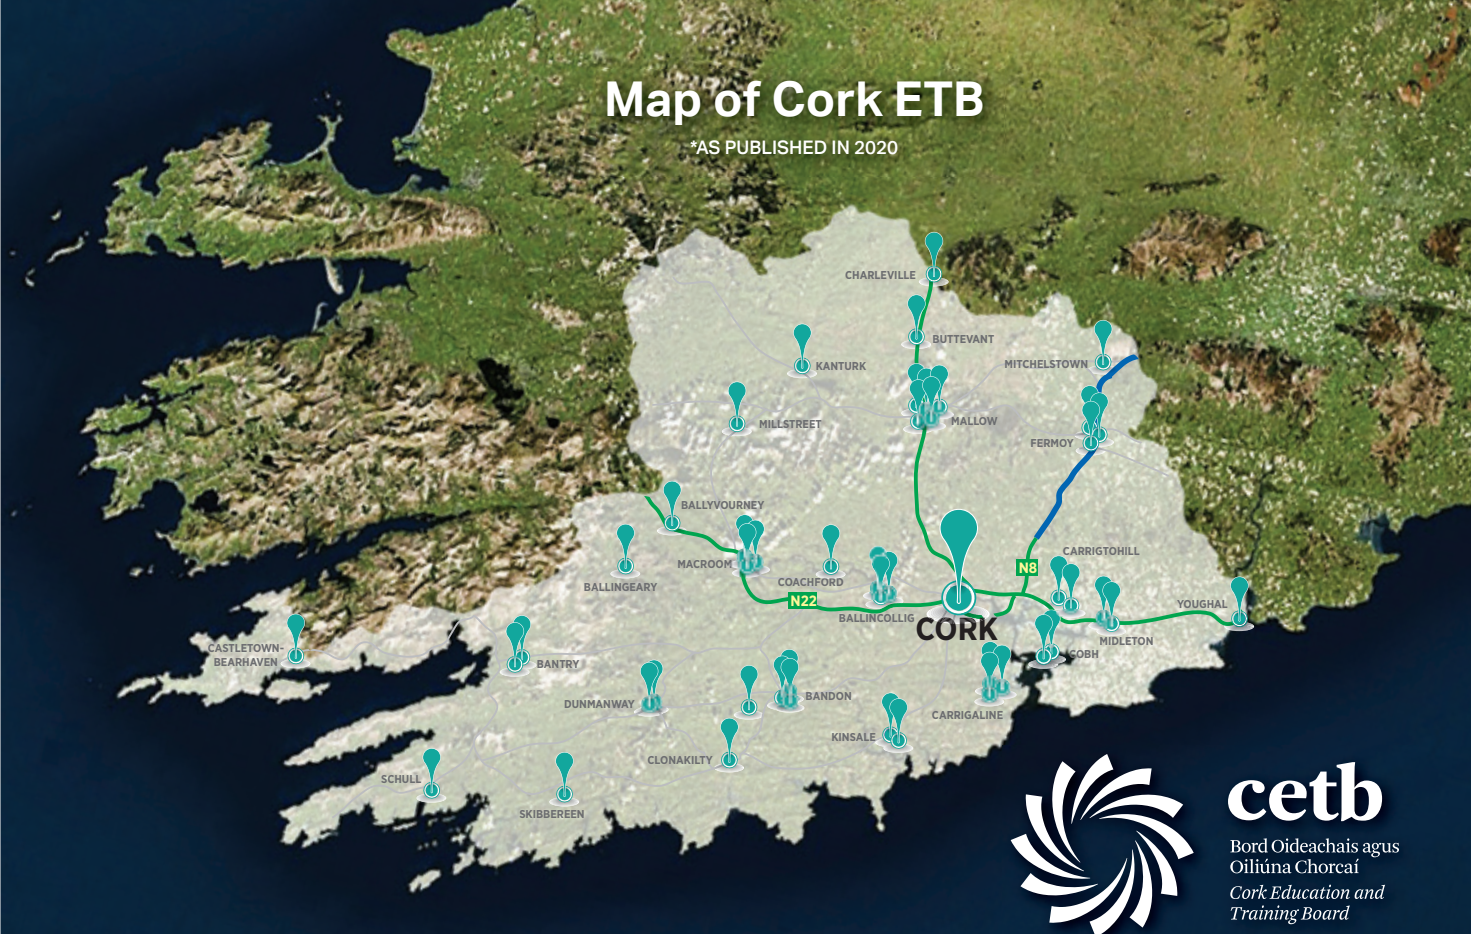 Map of Cork ETB
*AS PUBLISHED IN 2020
CHARLEVILLE
BUTTEVANT
MITCHELSTOWN
KANTURK
MALLOW
MILLSTREET
FERMOY
BALLYVOURNEY
CARRIGTOHILL
MACROOM
N8
COACHFORD
BALLINGEARY
N22
YOUGHAL
BALLINCOLLIG
CORK
MIDLETON
CASTLETOWN-
BEARHAVEN
COBH
BANTRY
BANDON
DUNMANWAY
CARRIGALINE
KINSALE
CLONAKILTY
SCHULL
SKIBBEREEN
cetb
Bord Oideachais agus
Oiliúna Chorcaí
Cork Education and
Training Board